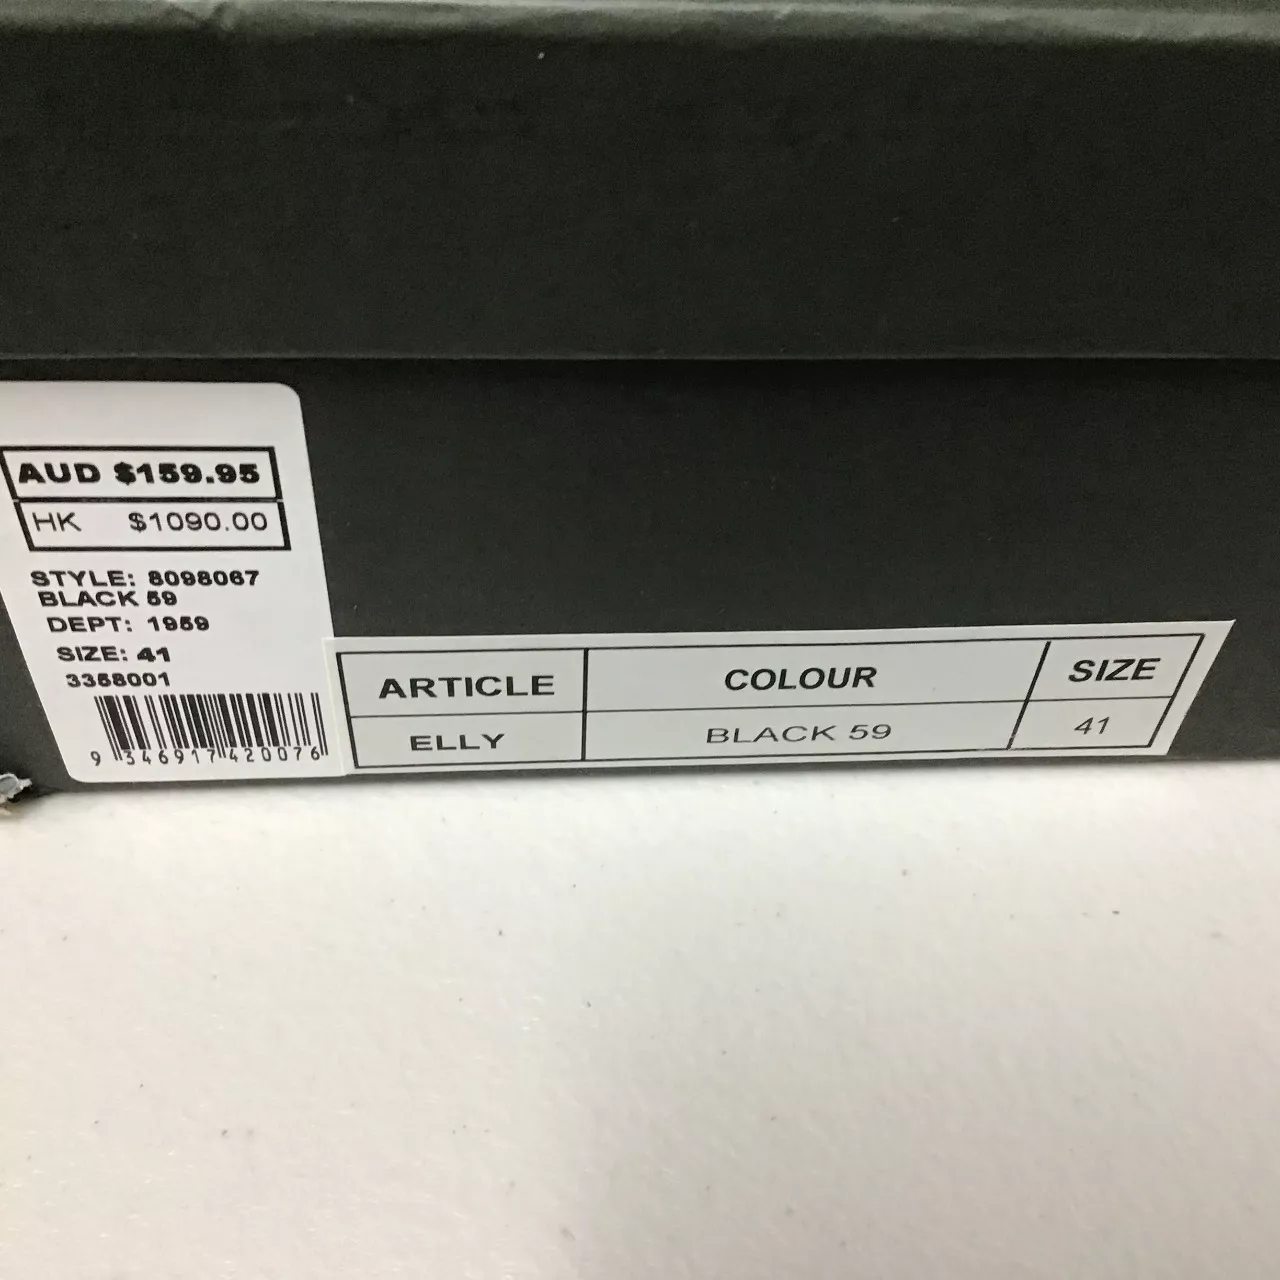 AUD $159.95
HK $1090.00
STYLE: 8098067
BLACK 59
DEPT: 1959
SIZE: 41
3358001
9 346917 420076
ARTICLE COLOUR SIZE
ELLY BLACK 59 41